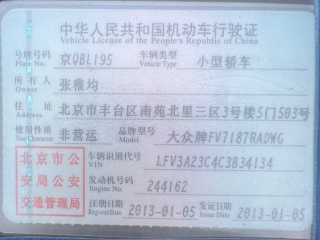 中华人民共和国机动车行驶证
Vehicle License of the People's Republic of China
号牌号码 京QBL195 车辆类型 小型轿车
Plate No. Vehicle Type
所有人 张雅均
Owner
住址 北京市丰台区南苑北里三区3号楼5门503号
Address
使用性质 非营运 品牌型号 大众牌FV7187RADWG
Use Character Model
北京市公
安局公安
交通管理局
车辆识别代号 LFV3A23C4C3834134
VIN
发动机号码 244162
Engine No.
注册日期 2013-01-05 发证日期 2013-01-05
Register Date Issue Date